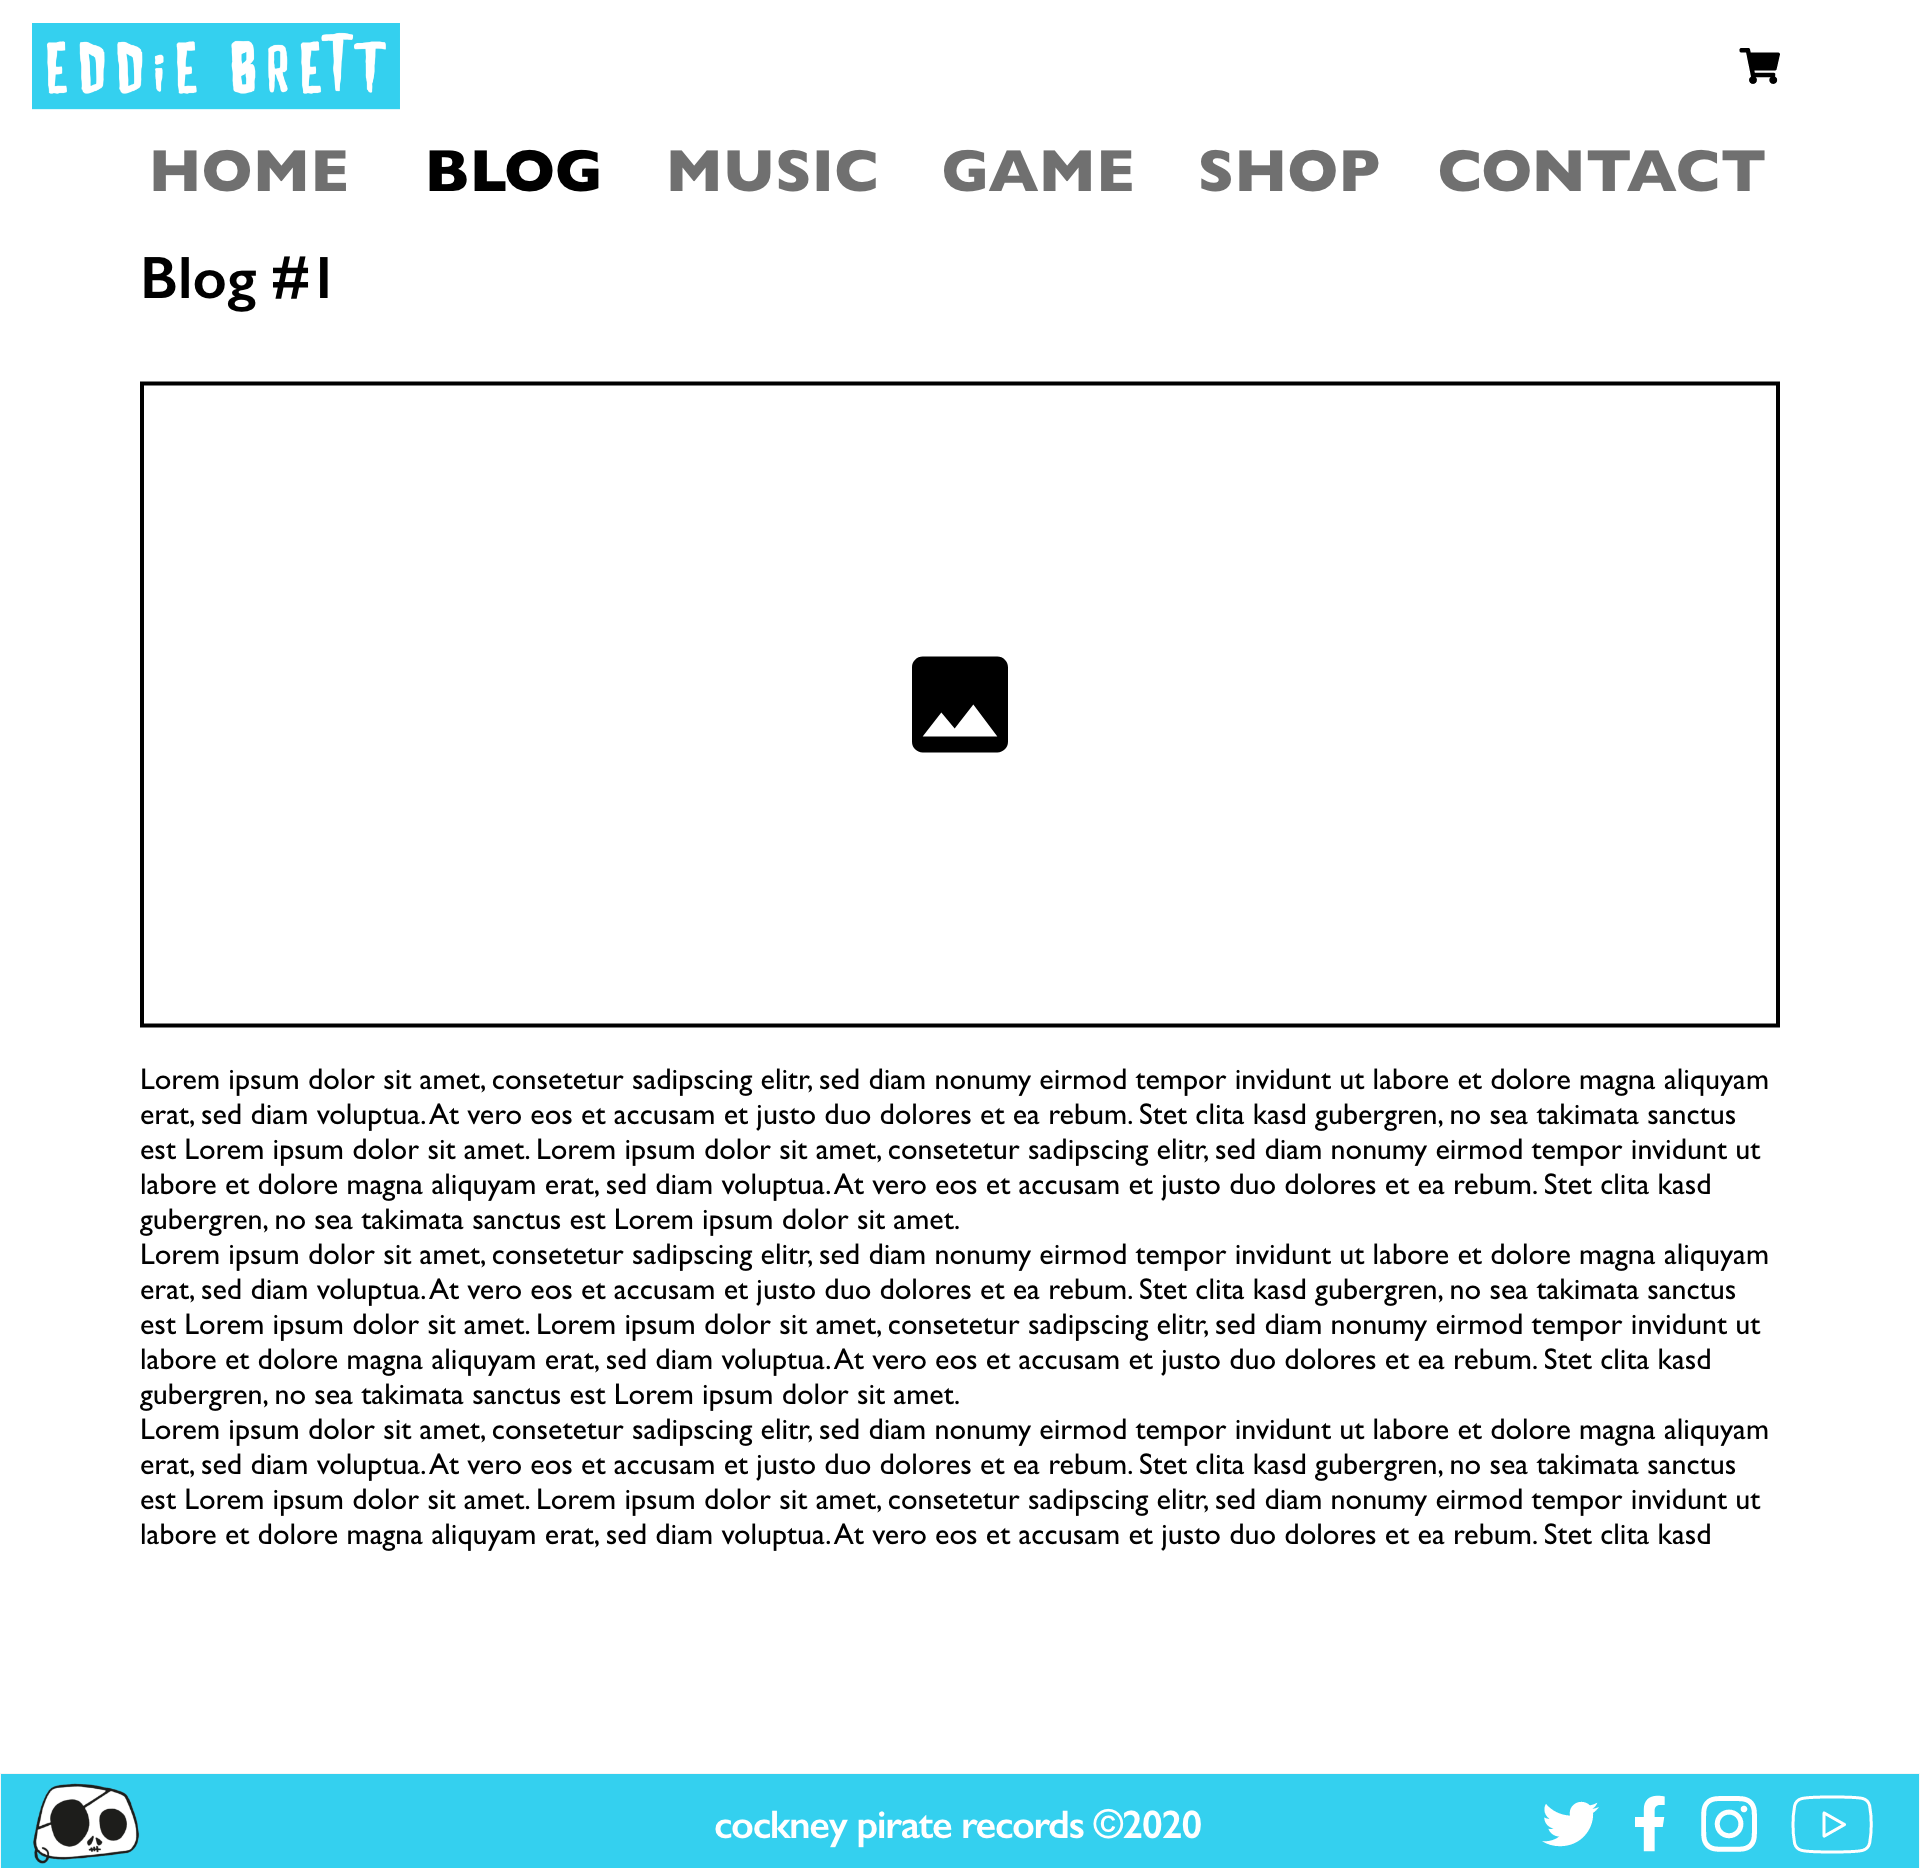 EDDiE BRETT
HOME BLOG MUSIC GAME SHOP CONTACT
Blog #1
Lorem ipsum dolor sit amet, consetetur sadipscing elitr, sed diam nonumy eirmod tempor invidunt ut labore et dolore magna aliquyam
erat, sed diam voluptua. At vero eos et accusam et justo duo dolores et ea rebum. Stet clita kasd gubergren, no sea takimata sanctus
est Lorem ipsum dolor sit amet. Lorem ipsum dolor sit amet, consetetur sadipscing elitr, sed diam nonumy eirmod tempor invidunt ut
labore et dolore magna aliquyam erat, sed diam voluptua. At vero eos et accusam et justo duo dolores et ea rebum. Stet clita kasd
gubergren, no sea takimata sanctus est Lorem ipsum dolor sit amet.
Lorem ipsum dolor sit amet, consetetur sadipscing elitr, sed diam nonumy eirmod tempor invidunt ut labore et dolore magna aliquyam
erat, sed diam voluptua. At vero eos et accusam et justo duo dolores et ea rebum. Stet clita kasd gubergren, no sea takimata sanctus
est Lorem ipsum dolor sit amet. Lorem ipsum dolor sit amet, consetetur sadipscing elitr, sed diam nonumy eirmod tempor invidunt ut
labore et dolore magna aliquyam erat, sed diam voluptua. At vero eos et accusam et justo duo dolores et ea rebum. Stet clita kasd
gubergren, no sea takimata sanctus est Lorem ipsum dolor sit amet.
Lorem ipsum dolor sit amet, consetetur sadipscing elitr, sed diam nonumy eirmod tempor invidunt ut labore et dolore magna aliquyam
erat, sed diam voluptua. At vero eos et accusam et justo duo dolores et ea rebum. Stet clita kasd gubergren, no sea takimata sanctus
est Lorem ipsum dolor sit amet. Lorem ipsum dolor sit amet, consetetur sadipscing elitr, sed diam nonumy eirmod tempor invidunt ut
labore et dolore magna aliquyam erat, sed diam voluptua. At vero eos et accusam et justo duo dolores et ea rebum. Stet clita kasd
cockney pirate records ©2020